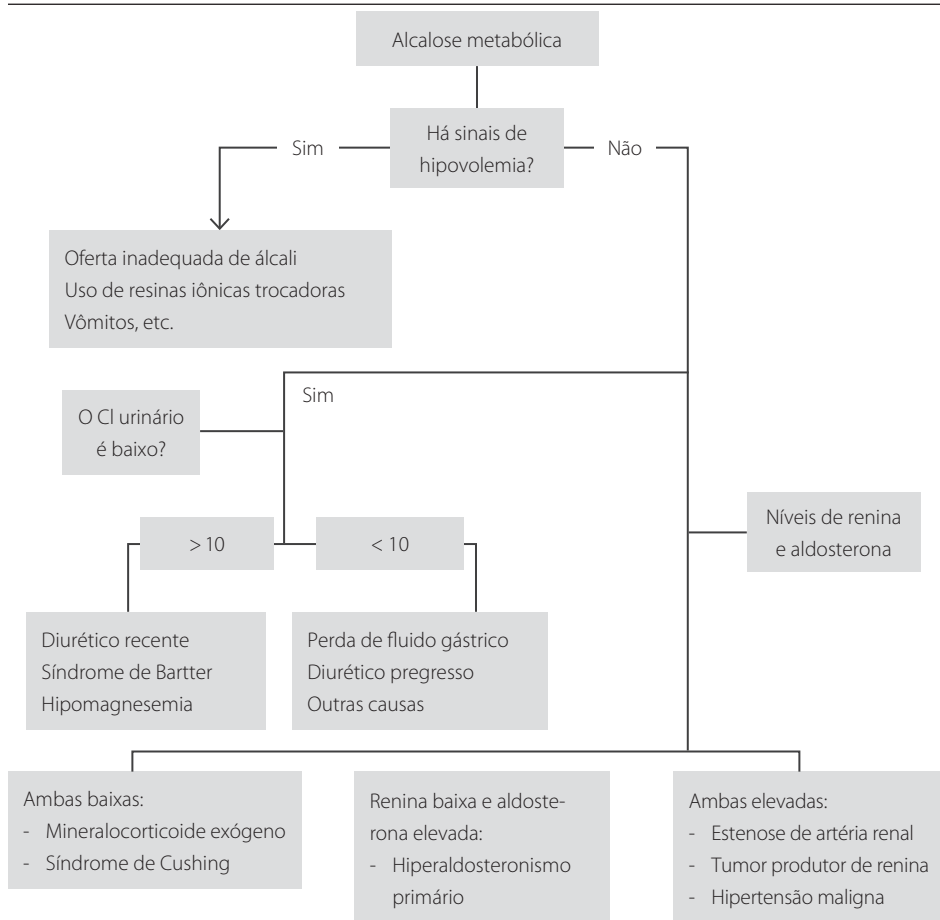 Alcalose metabólica
Há sinais de
hipovolemia?
Sim
Não
Oferta inadequada de álcali
Uso de resinas iônicas trocadoras
Vômitos, etc.
Sim
O Cl urinário
é baixo?
Níveis de renina
e aldosterona
> 10
< 10
Diurético recente
Síndrome de Bartter
Hipomagnesemia
Perda de fluido gástrico
Diurético pregresso
Outras causas
Ambas baixas:
- Mineralocorticoide exógeno
- Síndrome de Cushing
Renina baixa e aldoste-
rona elevada:
- Hiperaldosteronismo
primário
Ambas elevadas:
- Estenose de artéria renal
- Tumor produtor de renina
- Hipertensão maligna